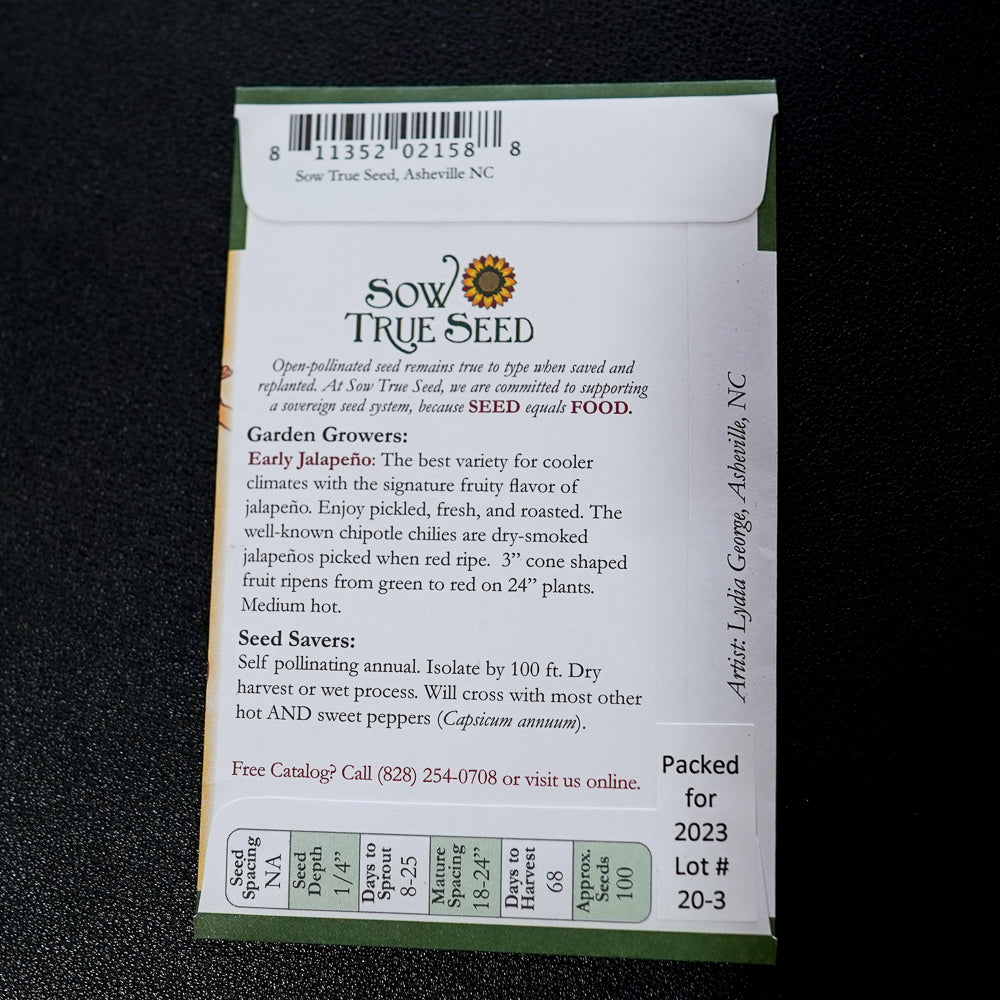 8 11352 02158 8
Sow True Seed, Asheville NC
Sow
True Seed
Open-pollinated seed remains true to type when saved and
replanted. At Sow True Seed, we are committed to supporting
a sovereign seed system, because SEED equals FOOD.
Garden Growers:
Early Jalapeño: The best variety for cooler
climates with the signature fruity flavor of
jalapeño. Enjoy pickled, fresh, and roasted. The
well-known chipotle chilies are dry-smoked
jalapeños picked when red ripe. 3” cone shaped
fruit ripens from green to red on 24” plants.
Medium hot.
Seed Savers:
Self pollinating annual. Isolate by 100 ft. Dry
harvest or wet process. Will cross with most other
hot AND sweet peppers (Capsicum annuum).
Free Catalog? Call (828) 254-0708 or visit us online.
Artist: Lydia George, Asheville, NC
Seed
Spacing
NA
Seed
Depth
1/4”
Days to
Sprout
8-25
Mature
Spacing
18-24”
Days to
Harvest
68
Approx.
Seeds
100
Packed
for
2023
Lot #
20-3